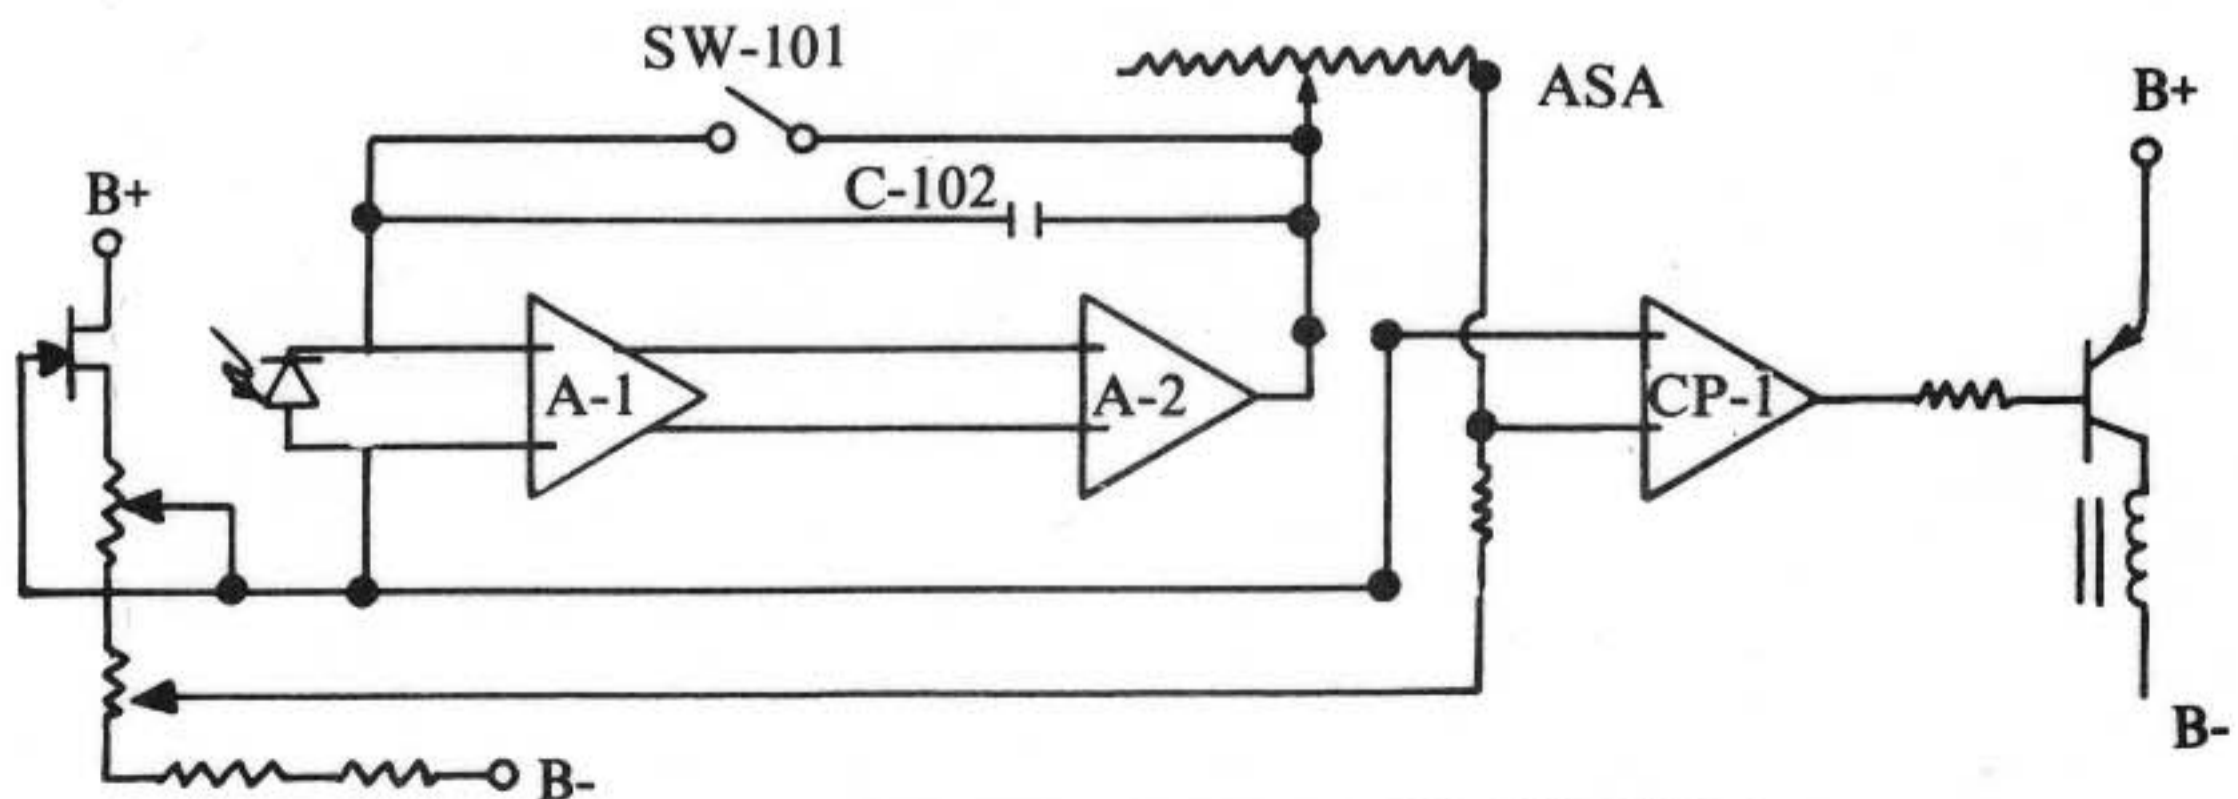 SW-101
ASA
B+
B+
C-102
A-1
A-2
CP-1
B-
B-